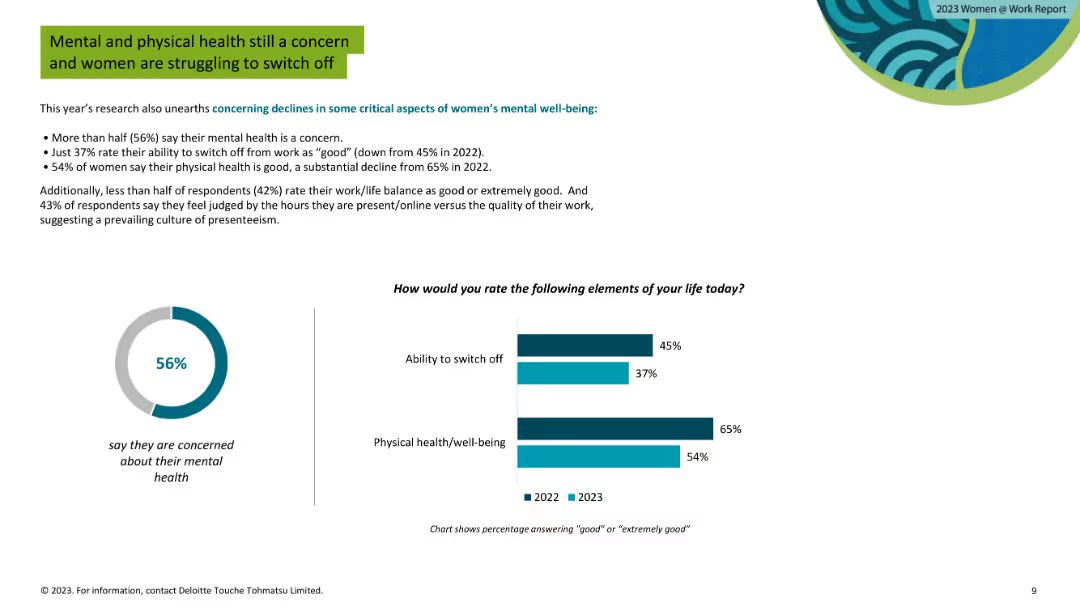 2023 Women @ Work Report
Mental and physical health still a concern
and women are struggling to switch off
This year's research also unearths concerning declines in some critical aspects of women's mental well-being:
• More than half (56%) say their mental health is a concern.
• Just 37% rate their ability to switch off from work as “good” (down from 45% in 2022).
• 54% of women say their physical health is good, a substantial decline from 65% in 2022.
Additionally, less than half of respondents (42%) rate their work/life balance as good or extremely good. And
43% of respondents say they feel judged by the hours they are present/online versus the quality of their work,
suggesting a prevailing culture of presenteeism.
56%
say they are concerned
about their mental
health
How would you rate the following elements of your life today?
Ability to switch off
45%
37%
Physical health/well-being
65%
54%
2022 2023
Chart shows percentage answering "good" or “extremely good”
© 2023. For information, contact Deloitte Touche Tohmatsu Limited.
9